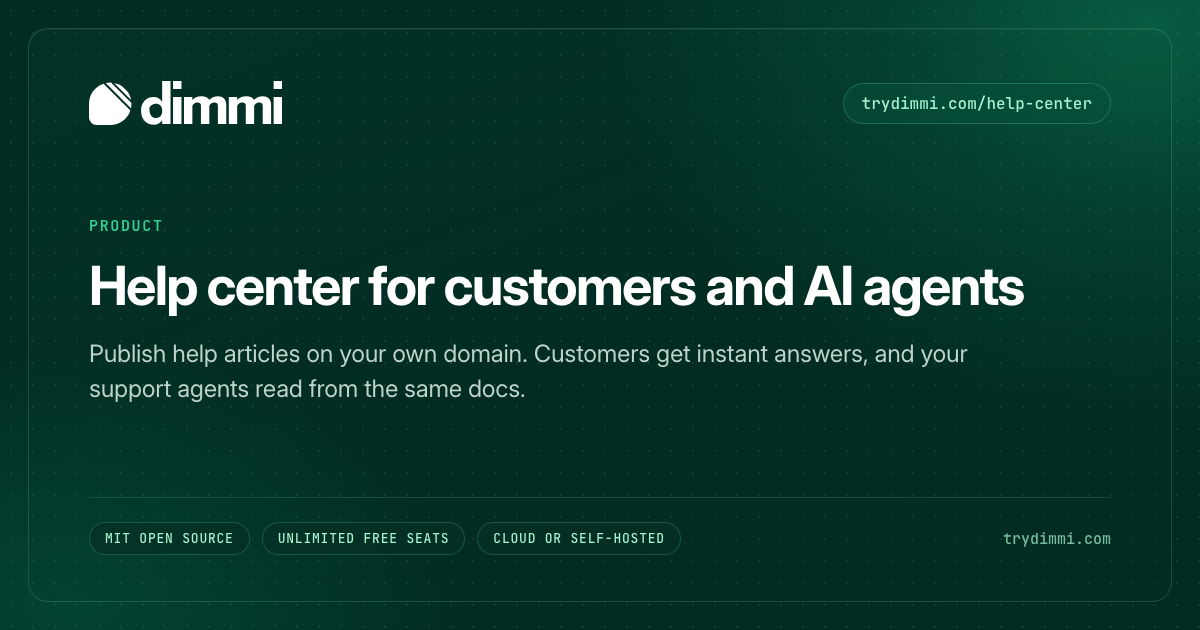 dimmi
trydimmi.com/help-center
PRODUCT
Help center for customers and AI agents
Publish help articles on your own domain. Customers get instant answers, and your
support agents read from the same docs.
MIT OPEN SOURCE
UNLIMITED FREE SEATS
CLOUD OR SELF-HOSTED
trydimmi.com